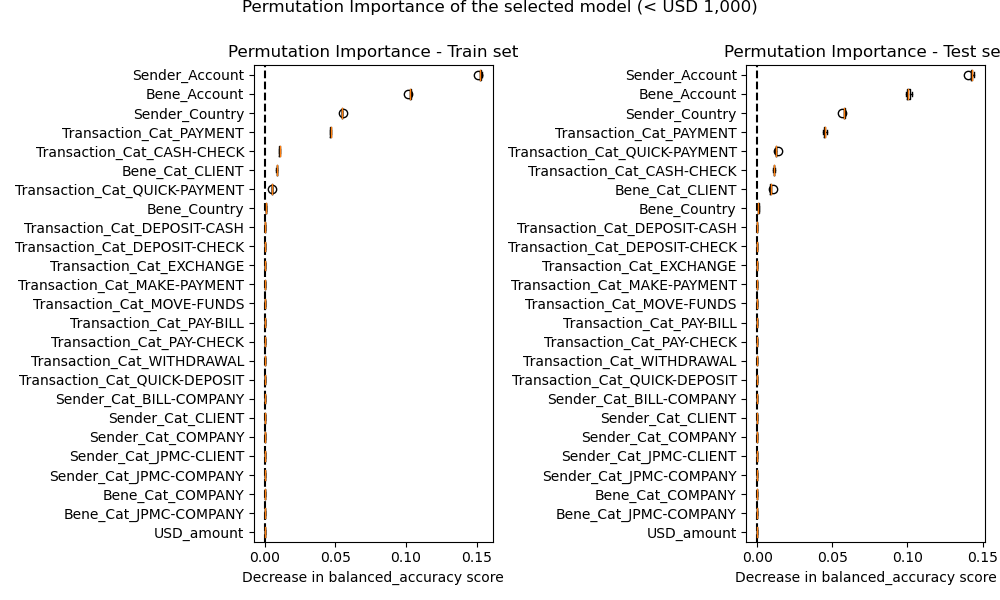 Permutation Importance of the selected model (< USD 1,000)
Permutation Importance - Train set
Sender_Account
Bene_Account
Sender_Country
Transaction_Cat_PAYMENT
Transaction_Cat_CASH-CHECK
Bene_Cat_CLIENT
Transaction_Cat_QUICK-PAYMENT
Bene_Country
Transaction_Cat_DEPOSIT-CASH
Transaction_Cat_DEPOSIT-CHECK
Transaction_Cat_EXCHANGE
Transaction_Cat_MAKE-PAYMENT
Transaction_Cat_MOVE-FUNDS
Transaction_Cat_PAY-BILL
Transaction_Cat_PAY-CHECK
Transaction_Cat_WITHDRAWAL
Transaction_Cat_QUICK-DEPOSIT
Sender_Cat_BILL-COMPANY
Sender_Cat_CLIENT
Sender_Cat_COMPANY
Sender_Cat_JPMC-CLIENT
Sender_Cat_JPMC-COMPANY
Bene_Cat_COMPANY
Bene_Cat_JPMC-COMPANY
USD_amount
0.00 0.05 0.10 0.15
Decrease in balanced_accuracy score
Permutation Importance - Test se
Sender_Account
Bene_Account
Sender_Country
Transaction_Cat_PAYMENT
Transaction_Cat_QUICK-PAYMENT
Transaction_Cat_CASH-CHECK
Bene_Cat_CLIENT
Bene_Country
Transaction_Cat_DEPOSIT-CASH
Transaction_Cat_DEPOSIT-CHECK
Transaction_Cat_EXCHANGE
Transaction_Cat_MAKE-PAYMENT
Transaction_Cat_MOVE-FUNDS
Transaction_Cat_PAY-BILL
Transaction_Cat_PAY-CHECK
Transaction_Cat_WITHDRAWAL
Transaction_Cat_QUICK-DEPOSIT
Sender_Cat_BILL-COMPANY
Sender_Cat_CLIENT
Sender_Cat_COMPANY
Sender_Cat_JPMC-CLIENT
Sender_Cat_JPMC-COMPANY
Bene_Cat_COMPANY
Bene_Cat_JPMC-COMPANY
USD_amount
0.00 0.05 0.10 0.15
Decrease in balanced_accuracy score